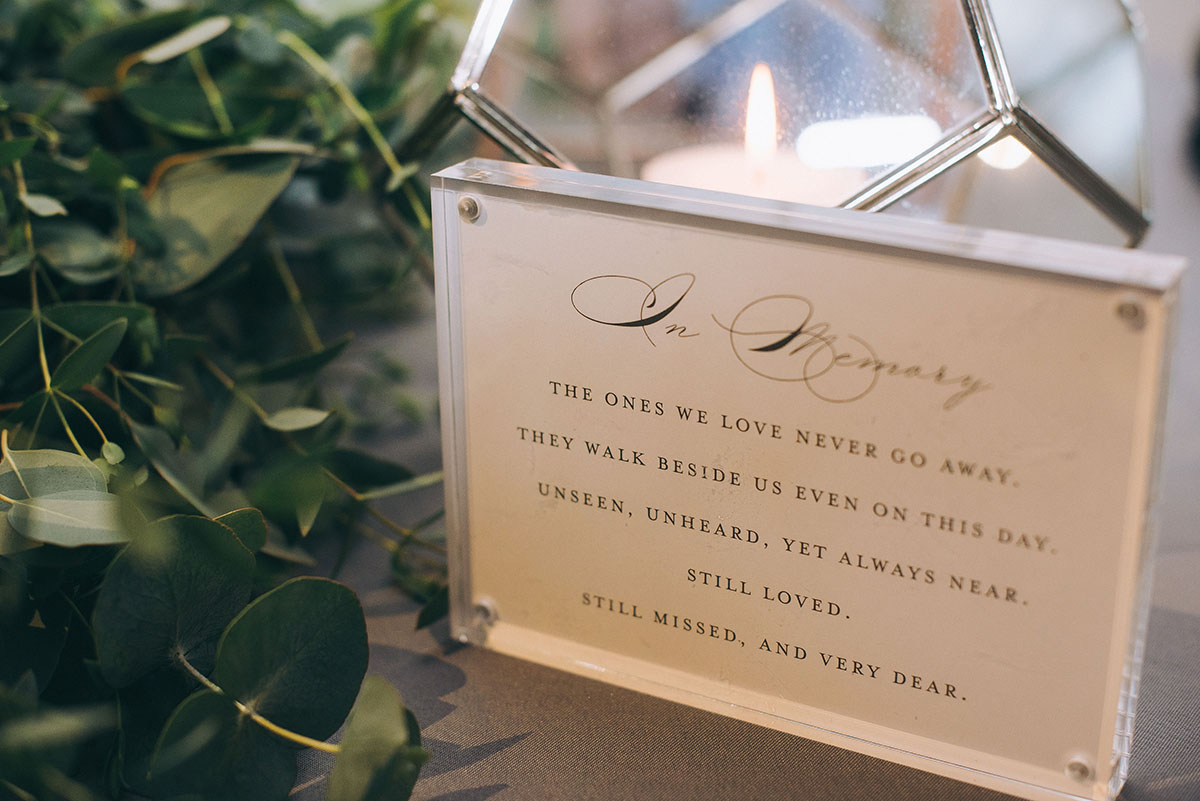 In Memory
THE ONES WE LOVE NEVER GO AWAY.
THEY WALK BESIDE US EVEN ON THIS DAY.
UNSEEN, UNHEARD, YET ALWAYS NEAR.
STILL LOVED.
STILL MISSED, AND VERY DEAR.